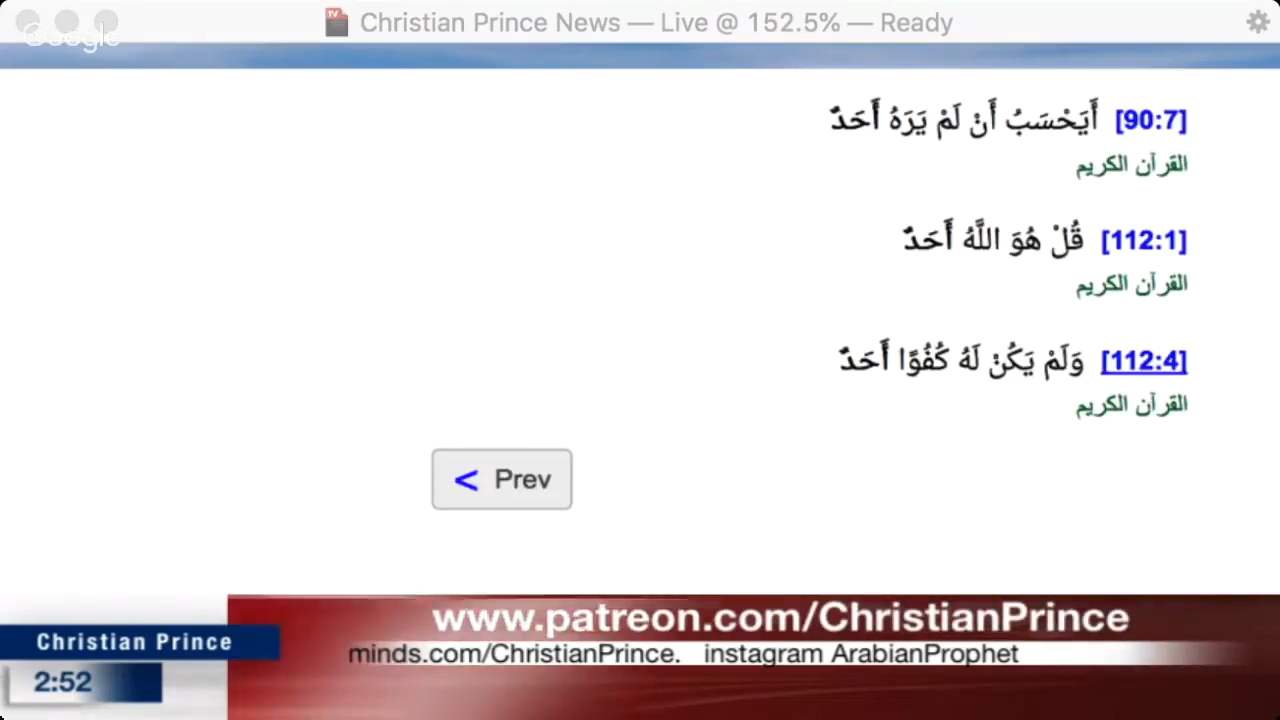 Christian Prince News — Live @ 152.5% — Ready
Google
[90:7] أَيَحْسَبُ أَنْ لَمْ يَرَهُ أَحَدٌ
القرآن الكريم
[112:1] قُلْ هُوَ اللَّهُ أَحَدٌ
القرآن الكريم
[112:4] وَلَمْ يَكُنْ لَهُ كُفُوًا أَحَدٌ
القرآن الكريم
< Prev
www.patreon.com/ChristianPrince
Christian Prince
minds.com/ChristianPrince. instagram ArabianProphet
2:52